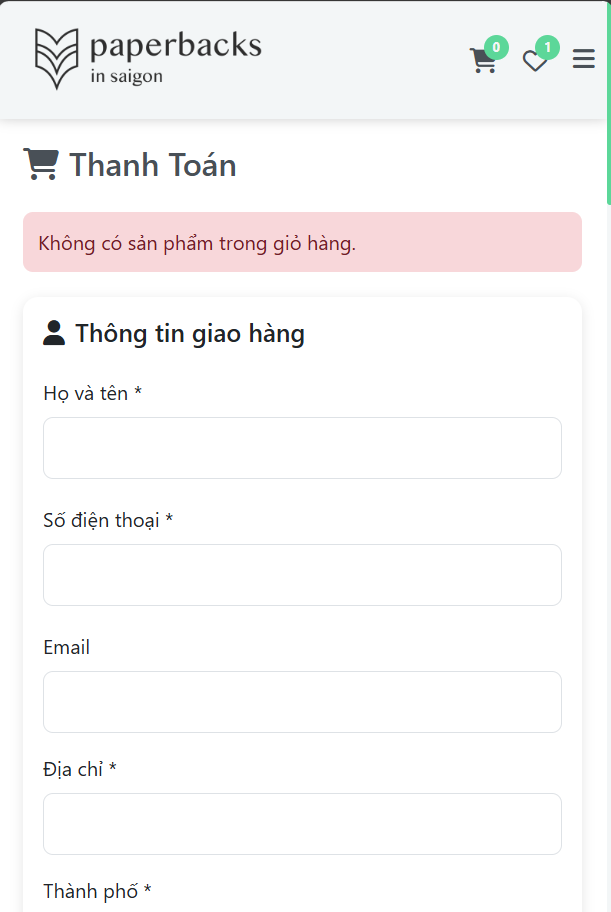 paperbacks
in saigon
0
1
Thanh Toán
Không có sản phẩm trong giỏ hàng.
Thông tin giao hàng
Họ và tên *
Số điện thoại *
Email
Địa chỉ *
Thành phố *